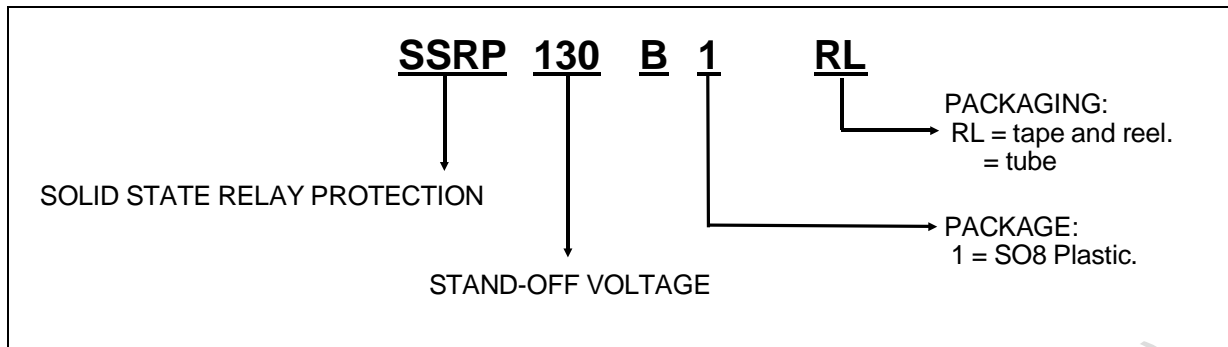 SSRP 130 B 1 RL
PACKAGING:
RL = tape and reel.
= tube
SOLID STATE RELAY PROTECTION
PACKAGE:
1 = SO8 Plastic.
STAND-OFF VOLTAGE